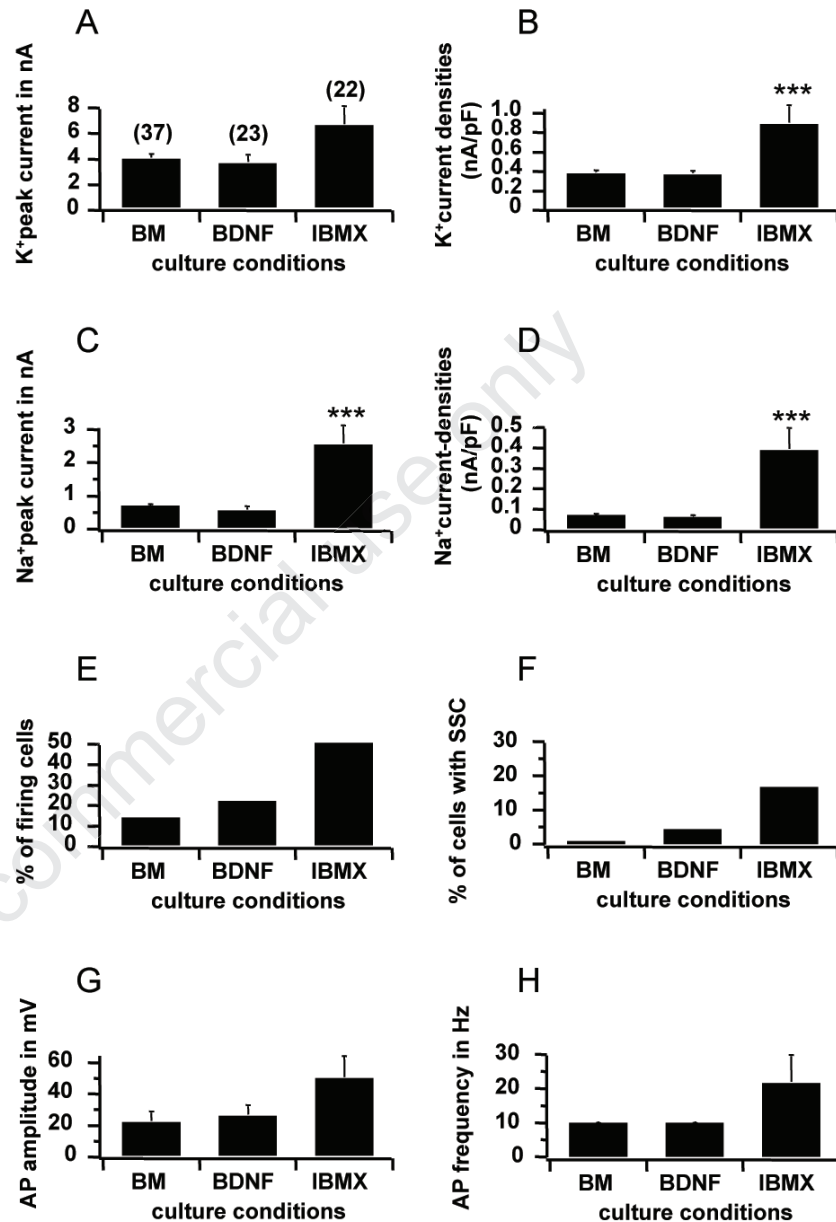 A
K⁺peak current in nA
8
6
4
2
0
(37)
(23)
(22)
BM BDNF IBMX
culture conditions
B
K⁺current densities
(nA/pF)
1.0
0.8
0.6
0.4
0.2
0
***
BM BDNF IBMX
culture conditions
C
Na⁺peak current in nA
3
2
1
0
***
BM BDNF IBMX
culture conditions
D
Na⁺current-densities
(nA/pF)
0.5
0.4
0.3
0.2
0.1
0.0
***
BM BDNF IBMX
culture conditions
E
% of firing cells
50
40
30
20
10
0
BM BDNF IBMX
culture conditions
F
% of cells with SSC
30
20
10
0
BM BDNF IBMX
culture conditions
G
AP amplitude in mV
60
40
20
0
BM BDNF IBMX
culture conditions
H
AP frequency in Hz
30
20
10
0
BM BDNF IBMX
culture conditions
commercial use only